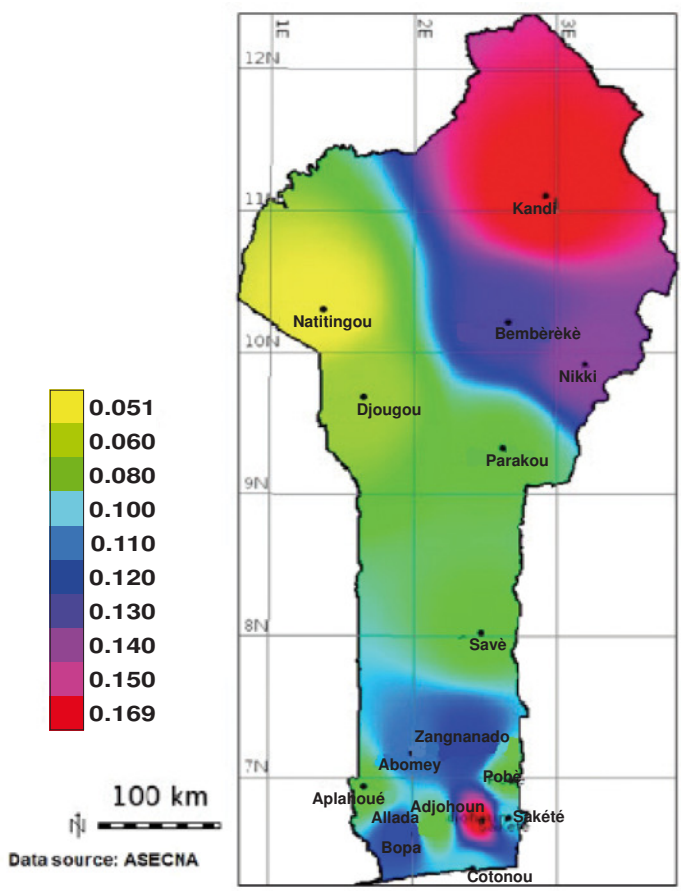 1E
2E
3E
12N
11N
Kandi
Natitingou
Bembèrèkè
10N
Nikki
Djougou
0.051
0.060
Parakou
0.080
9N
0.100
0.110
0.120
0.130
8N
0.140
Savè
0.150
0.169
Zangnanado
Abomey
7N
Pobè
100 km
Aplahoué
Adjohoun
Allada
Sakété
N
Bopa
Data source: ASECNA
Cotonou